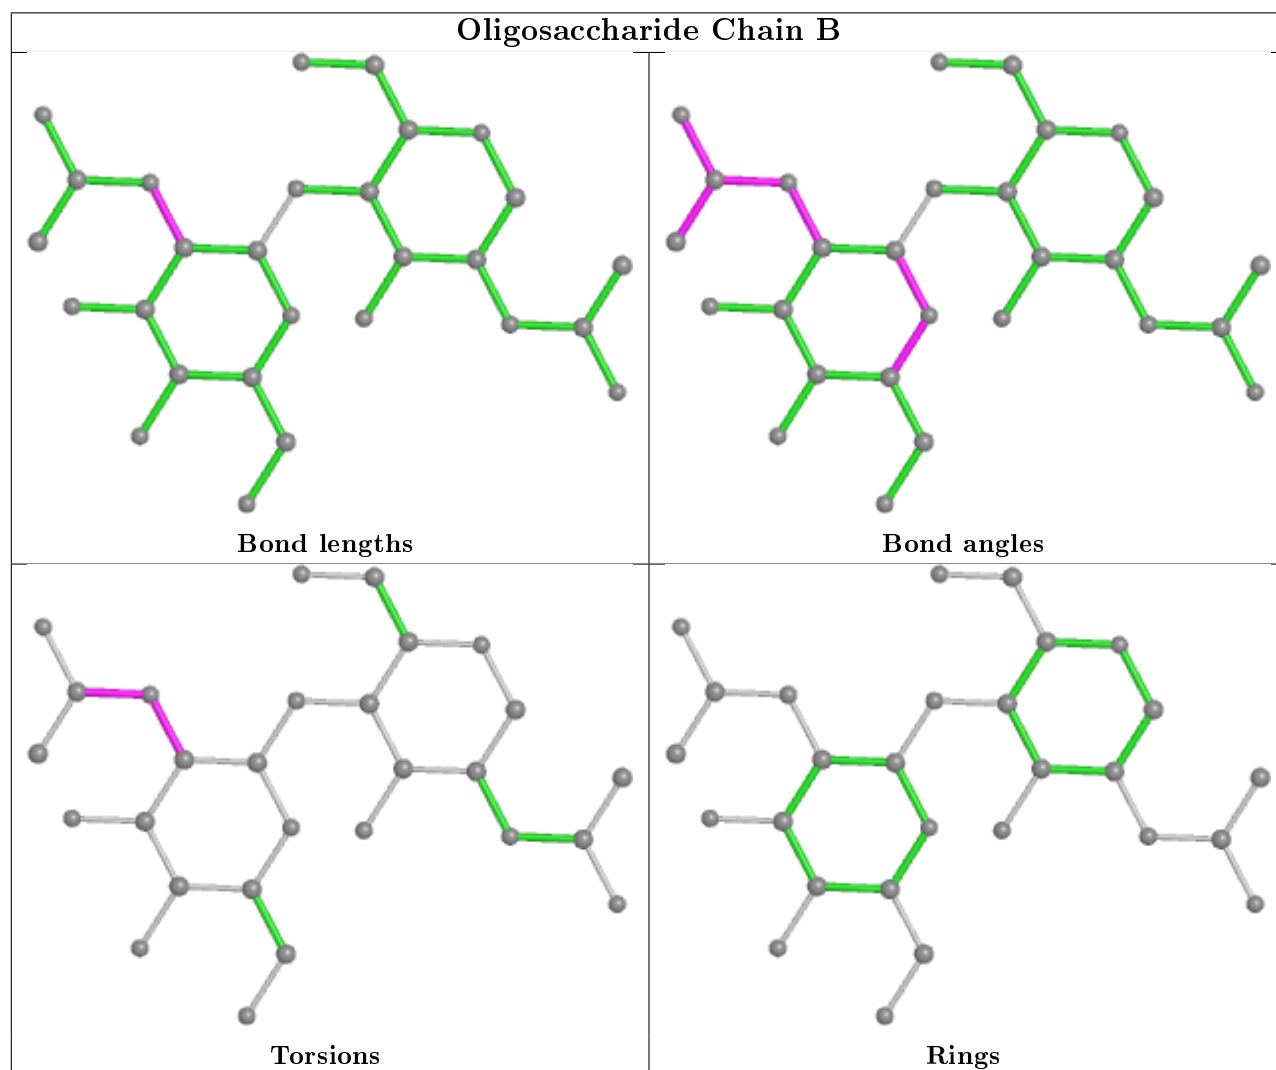 Oligosaccharide Chain B
Bond lengths
Bond angles
Torsions
Rings